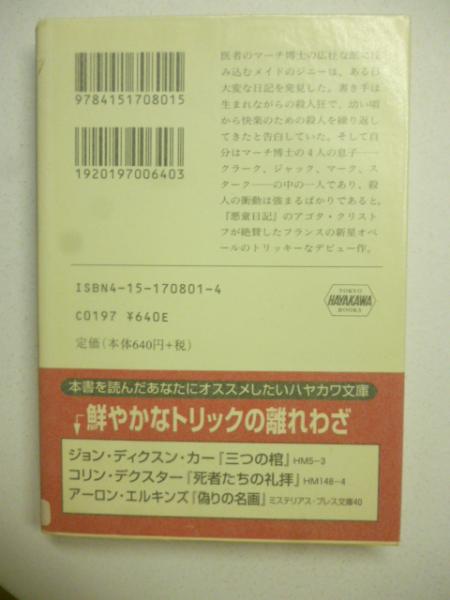 医者のマーチ博士の広壮な館に住
み込むメイドのジニーは、ある日
大変な日記を発見した。書き手は
生まれながらの殺人狂で、幼い頃
から快楽のための殺人を繰り返し
てきたと告白していた。そして自
分はマーチ博士の4人の息子──
クラーク、ジャック、マーク、ス
ターク──の中の一人であり、殺
人の衝動は強まるばかりであると。
『悪童日記』のアゴタ・クリスト
フが絶賛したフランスの新星オベ
ールのトリッキーなデビュー作。
9784151708015
1920197006403
ISBN4-15-170801-4
C0197 ¥640E
定価（本体640円+税）
TOKYO
HAYAKAWA
BOOKS
本書を読んだあなたにオススメしたいハヤカワ文庫
鮮やかなトリックの離れわざ
ジョン・ディクスン・カー『三つの棺』HM5-3
コリン・デクスター『死者たちの礼拝』HM148-4
アーロン・エルキンズ『偽りの名画』ミステリアス・プレス文庫40